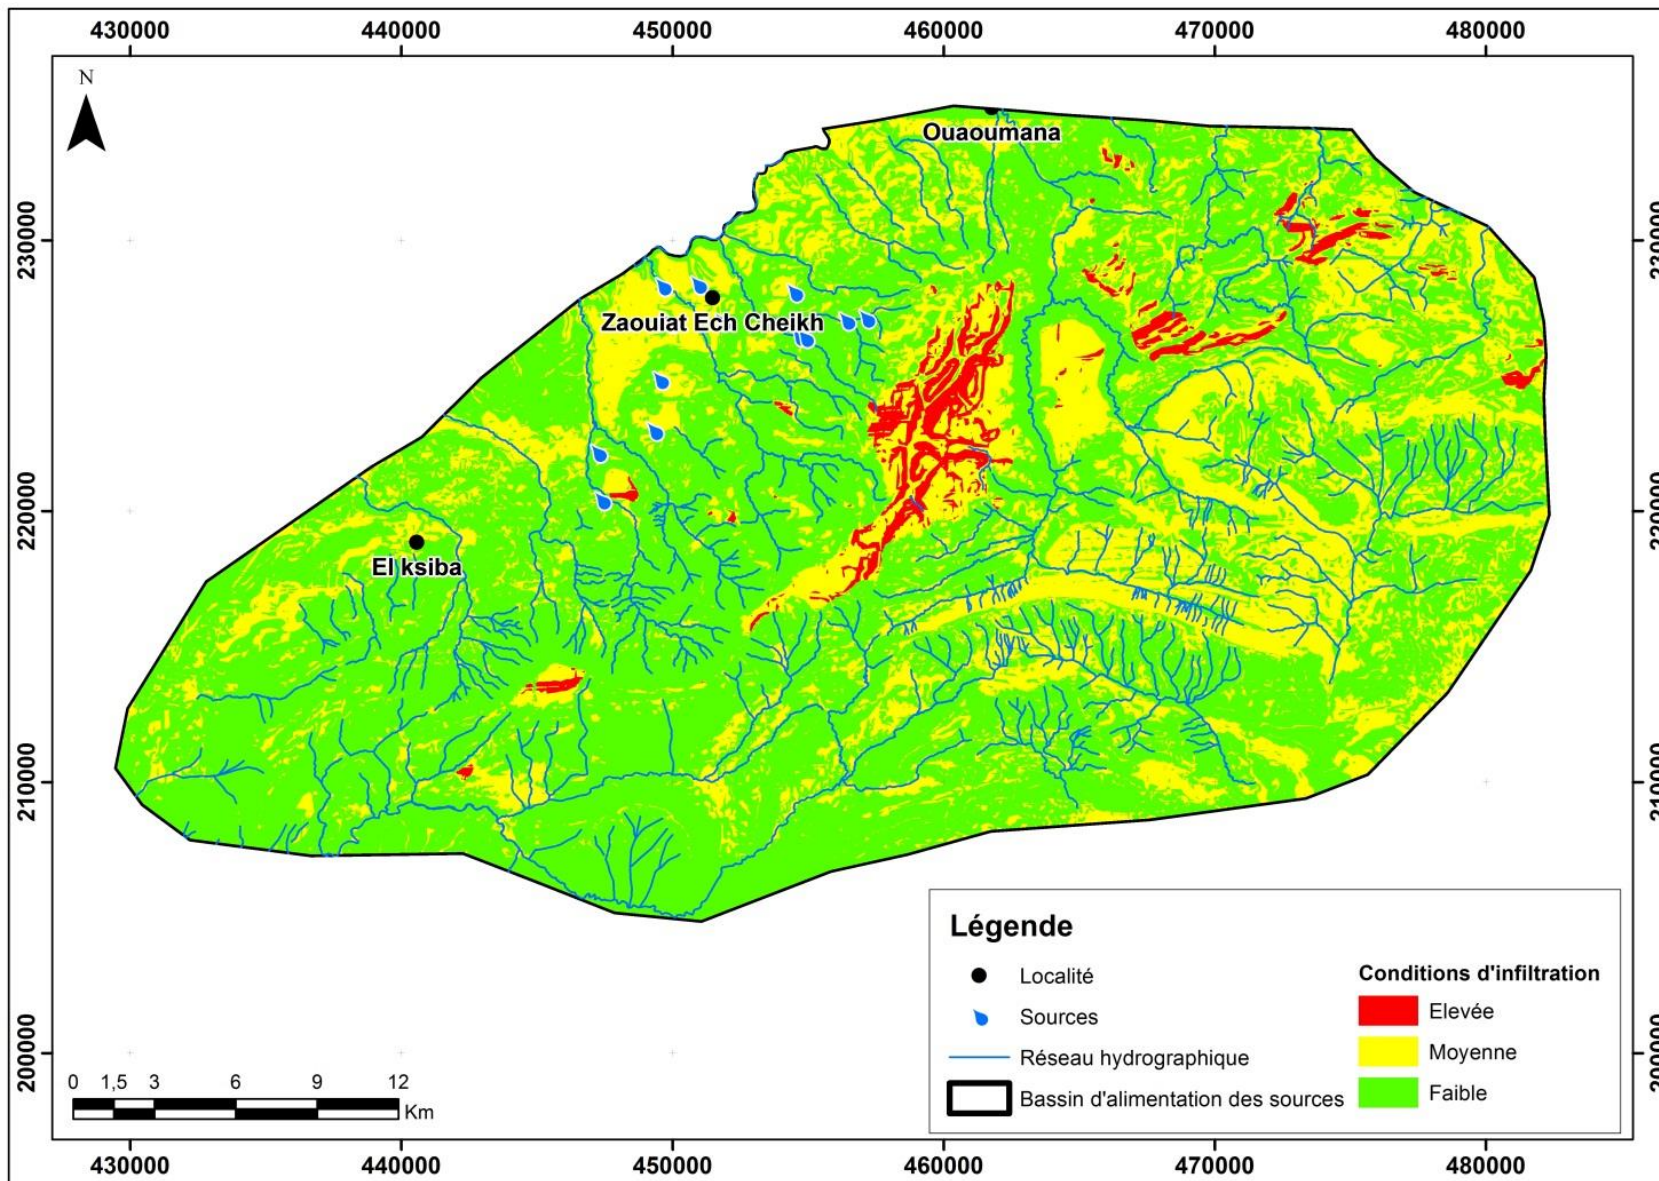 430000 440000 450000 460000 470000 480000
N
Ouaoumana
230000 230000
Zaouiat Ech Cheikh
220000 220000
El ksiba
210000 210000
Légende
Localité
Conditions d'infiltration
Sources
Elevée
Réseau hydrographique
Moyenne
Bassin d'alimentation des sources
Faible
200000 200000
0 1,5 3 6 9 12
Km
430000 440000 450000 460000 470000 480000